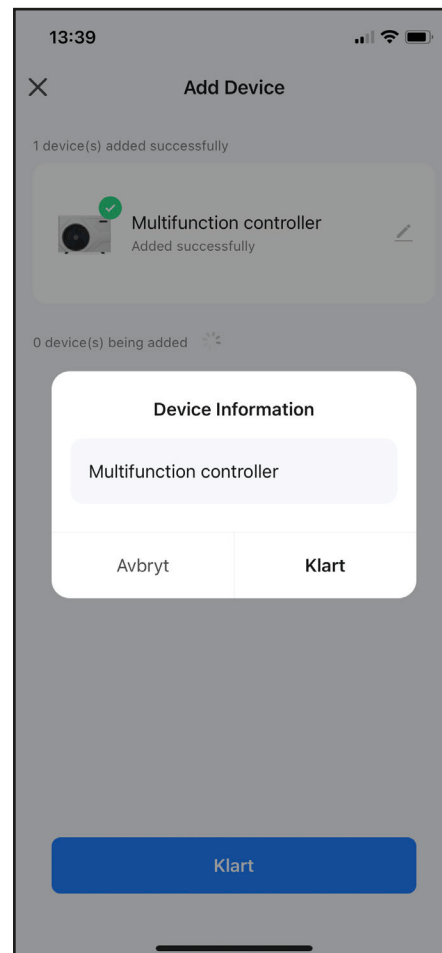 13:39
Add Device
1 device(s) added successfully
Multifunction controller
Added successfully
0 device(s) being added
Device Information
Multifunction controller
Avbryt
Klart
Klart